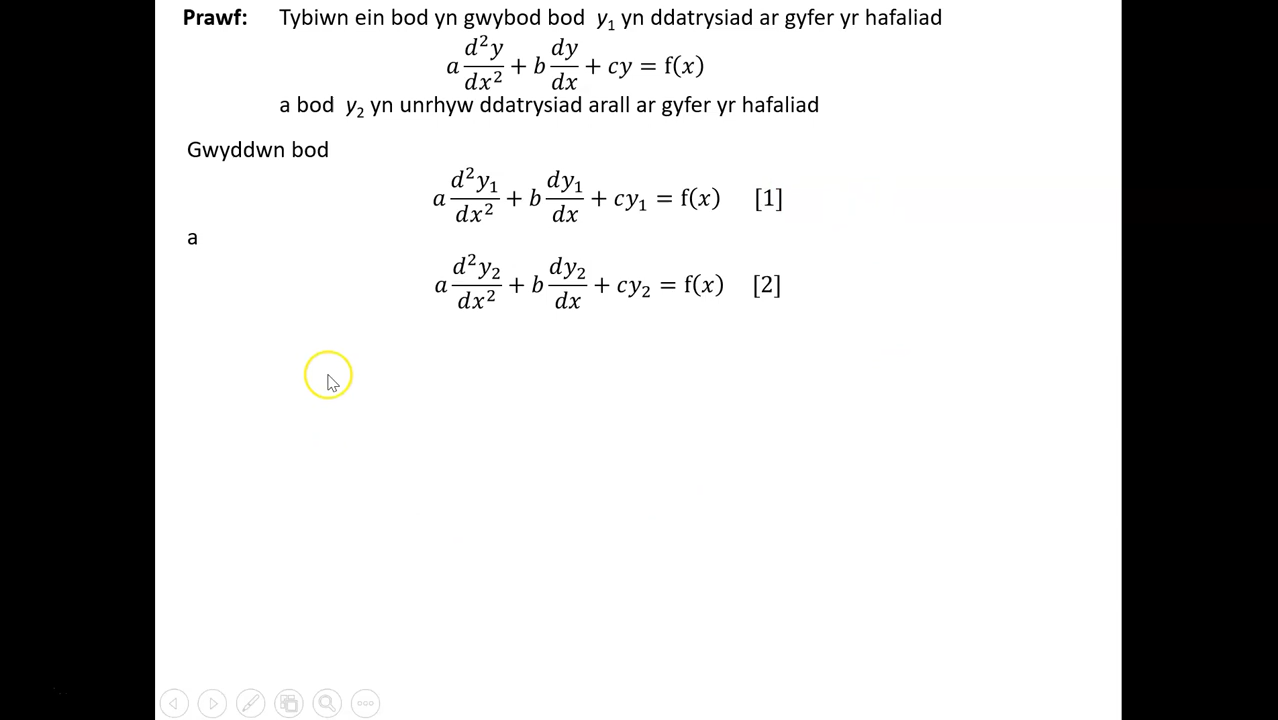 Prawf: Tybiwn ein bod yn gwybod bod y₁ yn ddatrysiad ar gyfer yr hafaliad
a d²y/dx² + b dy/dx + cy = f(x)
a bod y₂ yn unrhyw ddatrysiad arall ar gyfer yr hafaliad
Gwyddwn bod
a d²y₁/dx² + b dy₁/dx + cy₁ = f(x) [1]
a
a d²y₂/dx² + b dy₂/dx + cy₂ = f(x) [2]